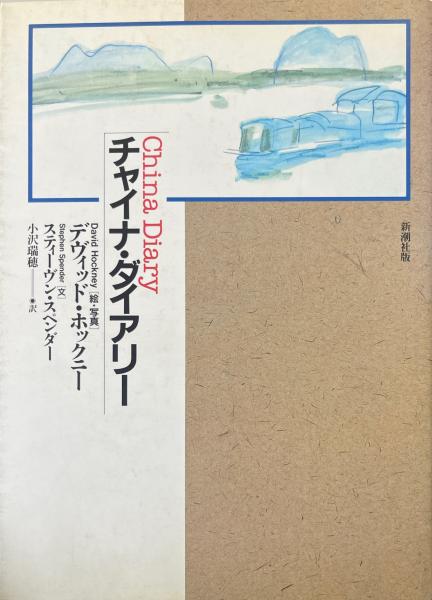 新潮社版
China Diary
チャイナ・ダイアリー
David Hockney［絵・写真］
デヴィッド・ホックニー
Stephen Spender［文］
スティーヴン・スペンダー
小沢瑞穂——●訳